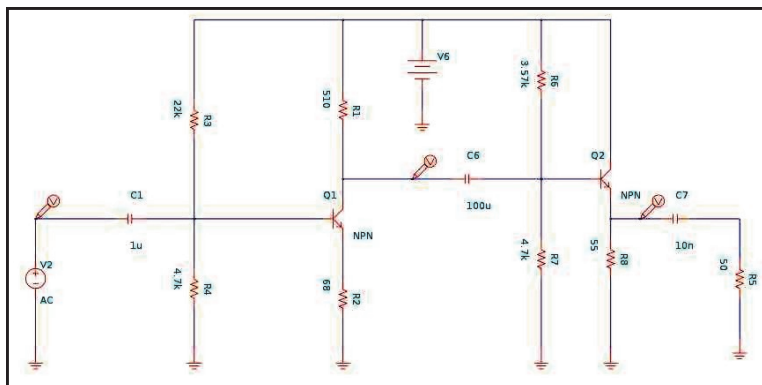 V6
22k
R3
510
R1
3.57k
R6
C6
100u
Q2
NPN
C1
1u
Q1
NPN
C7
10n
V2
AC
4.7k
R4
68
R2
4.7k
R7
55
R8
50
R5
V
V
V